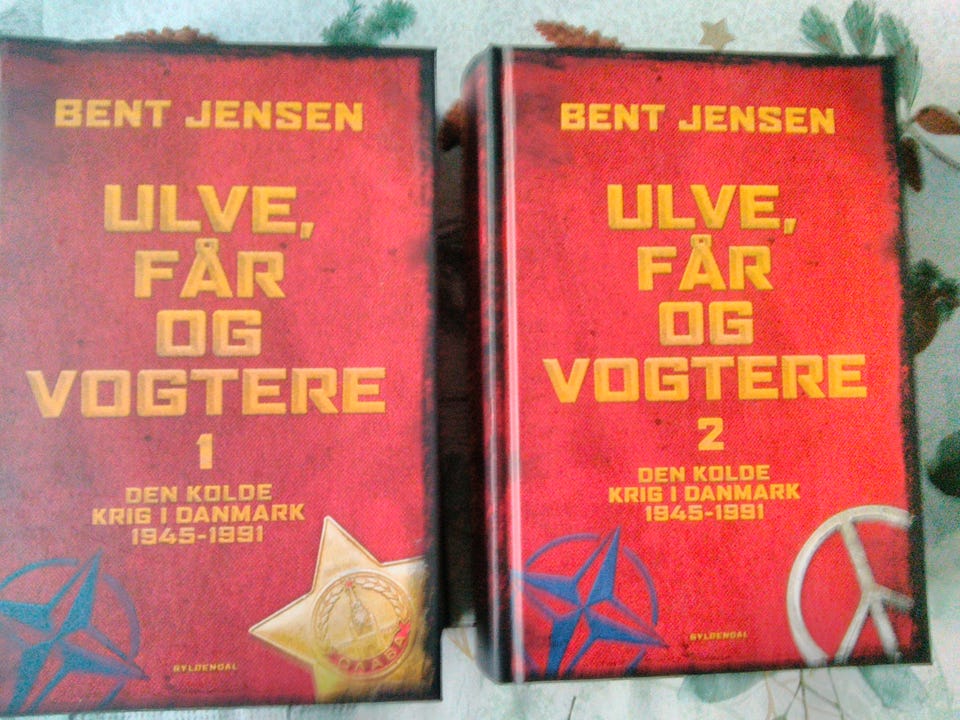 BENT JENSEN
ULVE,
FÅR
OG
VOGTERE
1
DEN KOLDE
KRIG I DANMARK
1945-1991
GYLDENDAL
BENT JENSEN
ULVE,
FÅR
OG
VOGTERE
2
DEN KOLDE
KRIG I DANMARK
1945-1991
GYLDENDAL